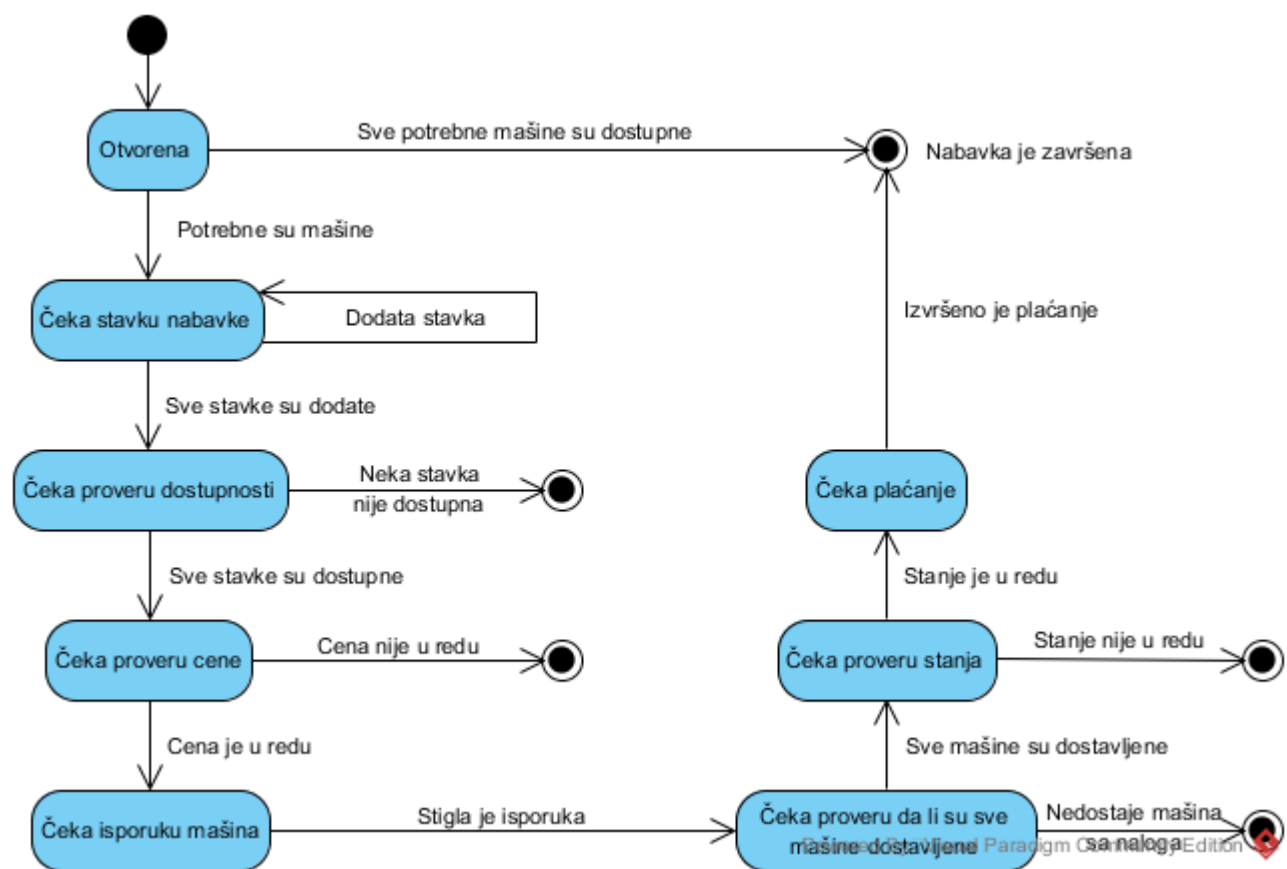 Otvorena
Sve potrebne mašine su dostupne
Nabavka je završena
Potrebne su mašine
Čeka stavku nabavke
Dodata stavka
Izvršeno je plaćanje
Sve stavke su dodate
Čeka proveru dostupnosti
Neka stavka
nije dostupna
Čeka plaćanje
Sve stavke su dostupne
Stanje je u redu
Čeka proveru cene
Cena nije u redu
Čeka proveru stanja
Stanje nije u redu
Cena je u redu
Sve mašine su dostavljene
Čeka isporuku mašina
Stigla je isporuka
Čeka proveru da li su sve
mašine dostavljene
Nedostaje mašina
sa naloga
Powered By Visual Paradigm Community Edition